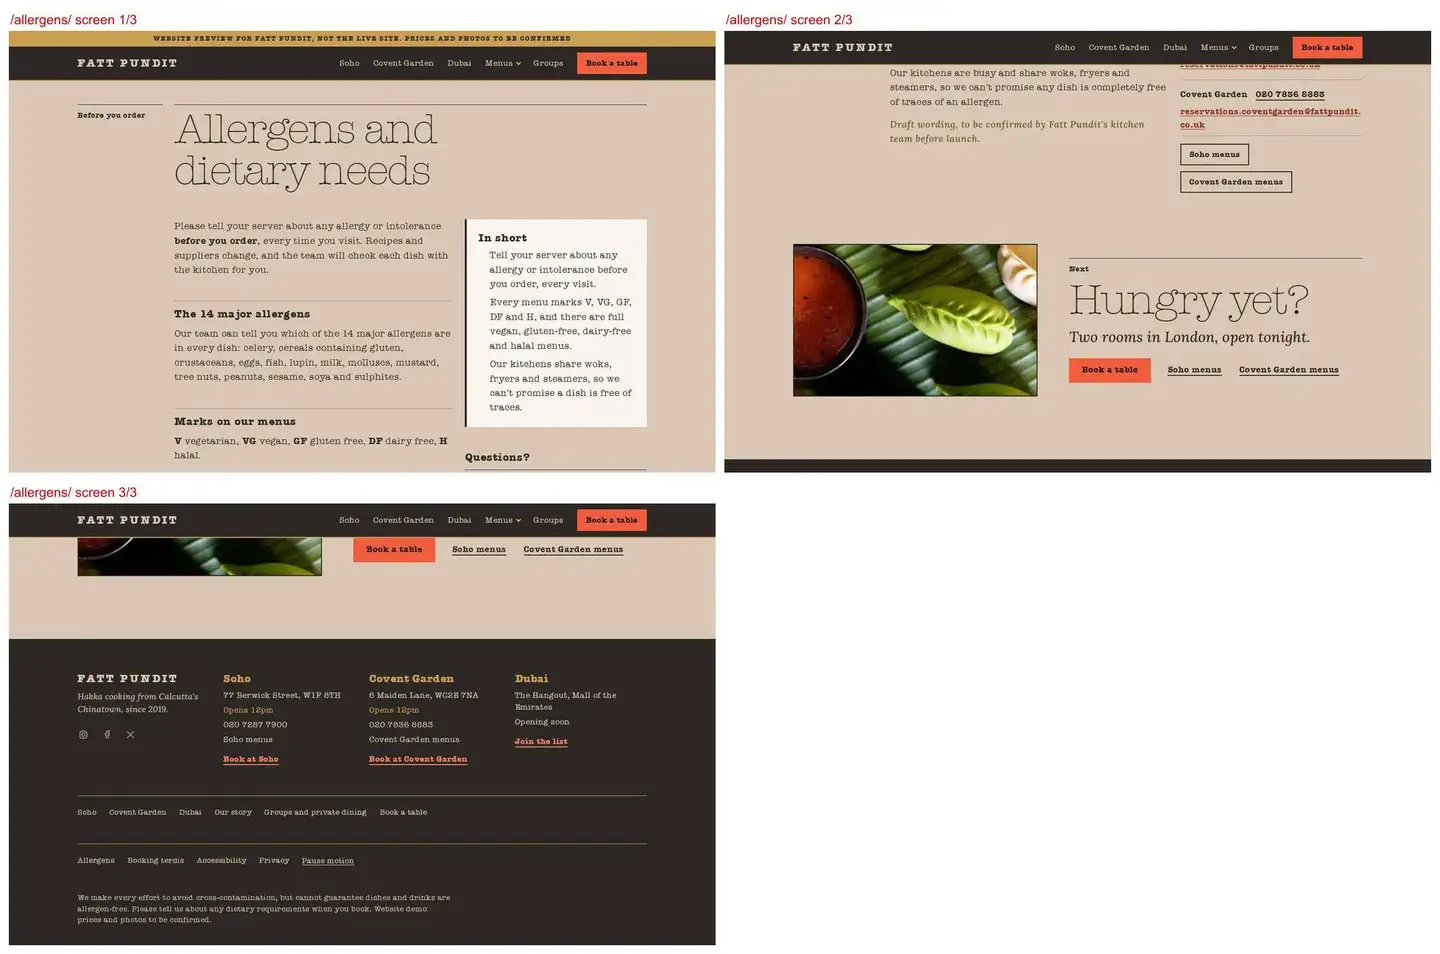 /allergens/ screen 1/3
WEBSITE PREVIEW FOR FATT PUNDIT, NOT THE LIVE SITE. PRICES AND PHOTOS TO BE CONFIRMED
FATT PUNDIT
Soho Covent Garden Dubai Menus Groups Book a table
Before you order
Allergens and
dietary needs
Please tell your server about any allergy or intolerance
before you order, every time you visit. Recipes and
suppliers change, and the team will check each dish with
the kitchen for you.
The 14 major allergens
Our team can tell you which of the 14 major allergens are
in every dish: celery, cereals containing gluten,
crustaceans, eggs, fish, lupin, milk, molluscs, mustard,
tree nuts, peanuts, sesame, soya and sulphites.
Marks on our menus
V vegetarian, VG vegan, GF gluten free, DF dairy free, H
halal.
In short
Tell your server about any
allergy or intolerance before
you order, every visit.
Every menu marks V, VG, GF,
DF and H, and there are full
vegan, gluten-free, dairy-free
and halal menus.
Our kitchens share woks,
fryers and steamers, so we
can't promise a dish is free of
traces.
Questions?
/allergens/ screen 2/3
FATT PUNDIT
Soho Covent Garden Dubai Menus Groups Book a table
Our kitchens are busy and share woks, fryers and
steamers, so we can't promise any dish is completely free
of traces of an allergen.
Draft wording, to be confirmed by Fatt Pundit's kitchen
team before launch.
reservations@fattpundit.co.uk
Covent Garden 020 7836 8883
reservations.coventgarden@fattpundit.
co.uk
Soho menus
Covent Garden menus
Next
Hungry yet?
Two rooms in London, open tonight.
Book a table Soho menus Covent Garden menus
/allergens/ screen 3/3
FATT PUNDIT
Soho Covent Garden Dubai Menus Groups Book a table
Book a table Soho menus Covent Garden menus
FATT PUNDIT
Hakka cooking from Calcutta's
Chinatown, since 2019.
Soho
77 Berwick Street, W1F 8TH
Opens 12pm
020 7287 7900
Soho menus
Book at Soho
Covent Garden
6 Maiden Lane, WC2E 7NA
Opens 12pm
020 7836 8883
Covent Garden menus
Book at Covent Garden
Dubai
The Hangout, Mall of the
Emirates
Opening soon
Join the list
Soho Covent Garden Dubai Our story Groups and private dining Book a table
Allergens Booking terms Accessibility Privacy Pause motion
We make every effort to avoid cross-contamination, but cannot guarantee dishes and drinks are
allergen-free. Please tell us about any dietary requirements when you book. Website demo:
prices and photos to be confirmed.